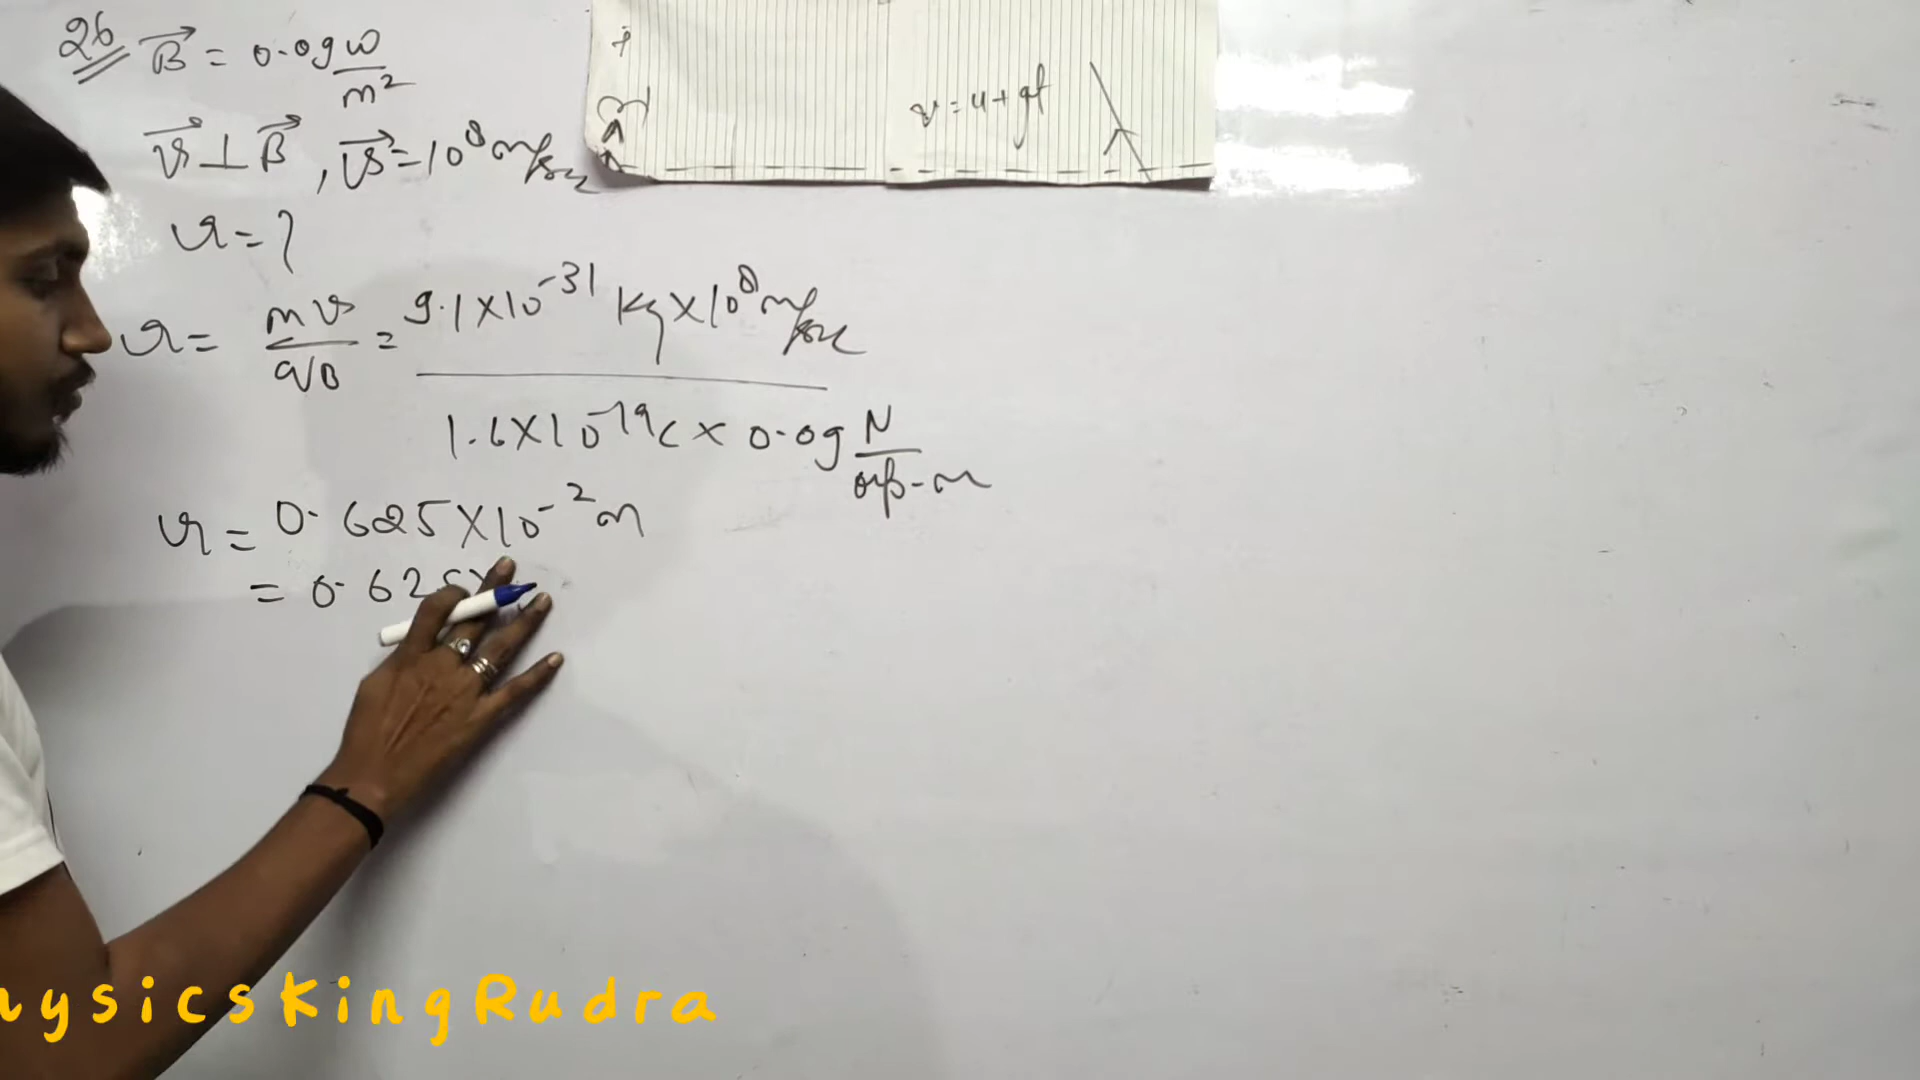 26 B⃗ = 0.09 W/m²
v⃗ ⊥ B⃗, v⃗ = 10⁸ m/sec
r = ?
r = mv/qB = 9.1×10⁻³¹ kg × 10⁸ m/sec / 1.6×10⁻¹⁹ C × 0.09 N/amp-m
r = 0.625×10⁻² m
= 0.625×
v = u + gt
hysicsKingRudra